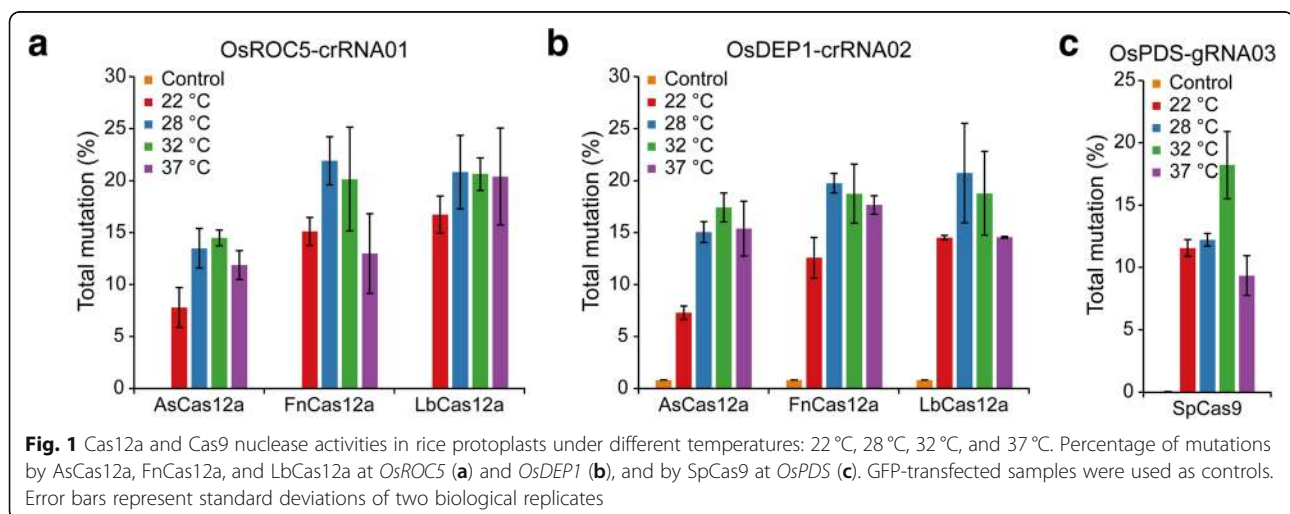 a
OsROC5-crRNA01
Total mutation (%)
30
25
20
15
10
5
0
Control
22 °C
28 °C
32 °C
37 °C
AsCas12a FnCas12a LbCas12a
b
OsDEP1-crRNA02
Total mutation (%)
30
25
20
15
10
5
0
Control
22 °C
28 °C
32 °C
37 °C
AsCas12a FnCas12a LbCas12a
c
OsPDS-gRNA03
Total mutation (%)
25
20
15
10
5
0
Control
22 °C
28 °C
32 °C
37 °C
SpCas9
Fig. 1 Cas12a and Cas9 nuclease activities in rice protoplasts under different temperatures: 22 °C, 28 °C, 32 °C, and 37 °C. Percentage of mutations
by AsCas12a, FnCas12a, and LbCas12a at OsROC5 (a) and OsDEP1 (b), and by SpCas9 at OsPDS (c). GFP-transfected samples were used as controls.
Error bars represent standard deviations of two biological replicates